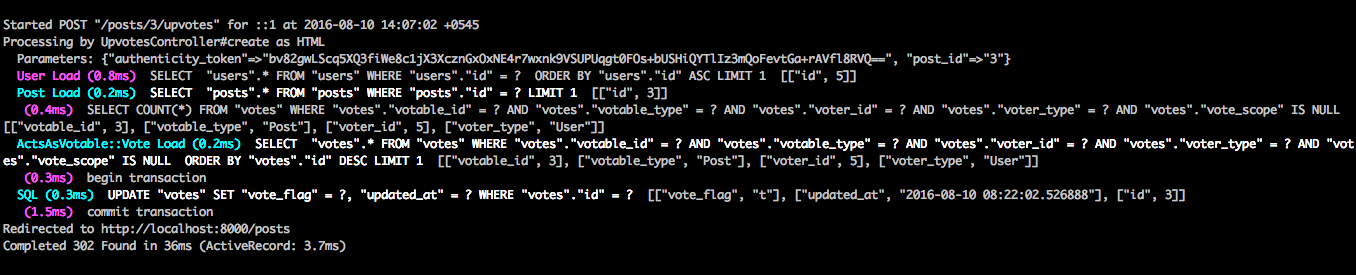 Started POST "/posts/3/upvotes" for ::1 at 2016-08-10 14:07:02 +0545
Processing by UpvotesController#create as HTML
  Parameters: {"authenticity_token"=>"bv82gwLScq5XQ3fiWe8c1jX3XcznGxOxNE4r7wxnk9VSUPUqgt0FOs+bUSHiQYTlIz3mQoFevtGa+rAVfl8RVQ==", "post_id"=>"3"}
  User Load (0.8ms)  SELECT  "users".* FROM "users" WHERE "users"."id" = ?  ORDER BY "users"."id" ASC LIMIT 1  [["id", 5]]
  Post Load (0.2ms)  SELECT  "posts".* FROM "posts" WHERE "posts"."id" = ? LIMIT 1  [["id", 3]]
   (0.4ms)  SELECT COUNT(*) FROM "votes" WHERE "votes"."votable_id" = ? AND "votes"."votable_type" = ? AND "votes"."voter_id" = ? AND "votes"."voter_type" = ? AND "votes"."vote_scope" IS NULL
[["votable_id", 3], ["votable_type", "Post"], ["voter_id", 5], ["voter_type", "User"]]
  ActsAsVotable::Vote Load (0.2ms)  SELECT  "votes".* FROM "votes" WHERE "votes"."votable_id" = ? AND "votes"."votable_type" = ? AND "votes"."voter_id" = ? AND "votes"."voter_type" = ? AND "vot
es"."vote_scope" IS NULL  ORDER BY "votes"."id" DESC LIMIT 1  [["votable_id", 3], ["votable_type", "Post"], ["voter_id", 5], ["voter_type", "User"]]
   (0.3ms)  begin transaction
  SQL (0.3ms)  UPDATE "votes" SET "vote_flag" = ?, "updated_at" = ? WHERE "votes"."id" = ?  [["vote_flag", "t"], ["updated_at", "2016-08-10 08:22:02.526888"], ["id", 3]]
   (1.5ms)  commit transaction
Redirected to http://localhost:8000/posts
Completed 302 Found in 36ms (ActiveRecord: 3.7ms)